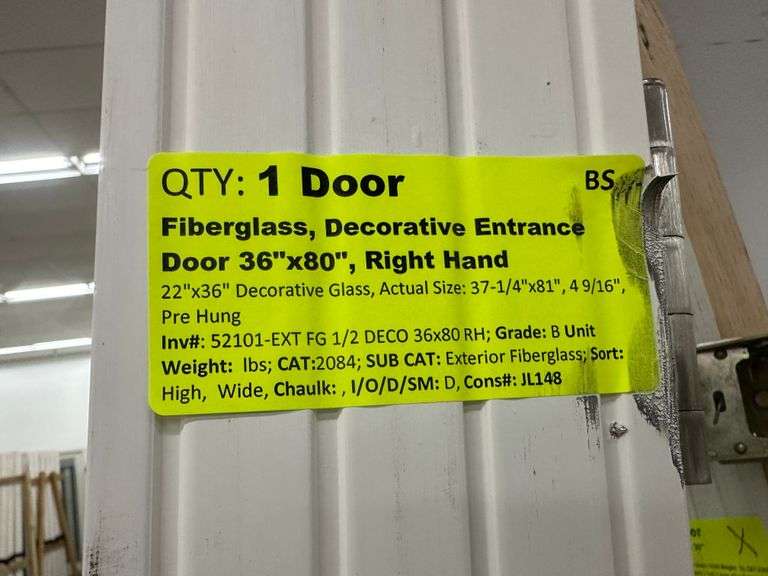 QTY: 1 Door BS
Fiberglass, Decorative Entrance
Door 36"x80", Right Hand
22"x36" Decorative Glass, Actual Size: 37-1/4"x81", 4 9/16",
Pre Hung
Inv#: 52101-EXT FG 1/2 DECO 36x80 RH; Grade: B Unit
Weight:  lbs; CAT:2084; SUB CAT: Exterior Fiberglass; Sort:
High,  Wide, Chaulk: , I/O/D/SM: D, Cons#: JL148
X